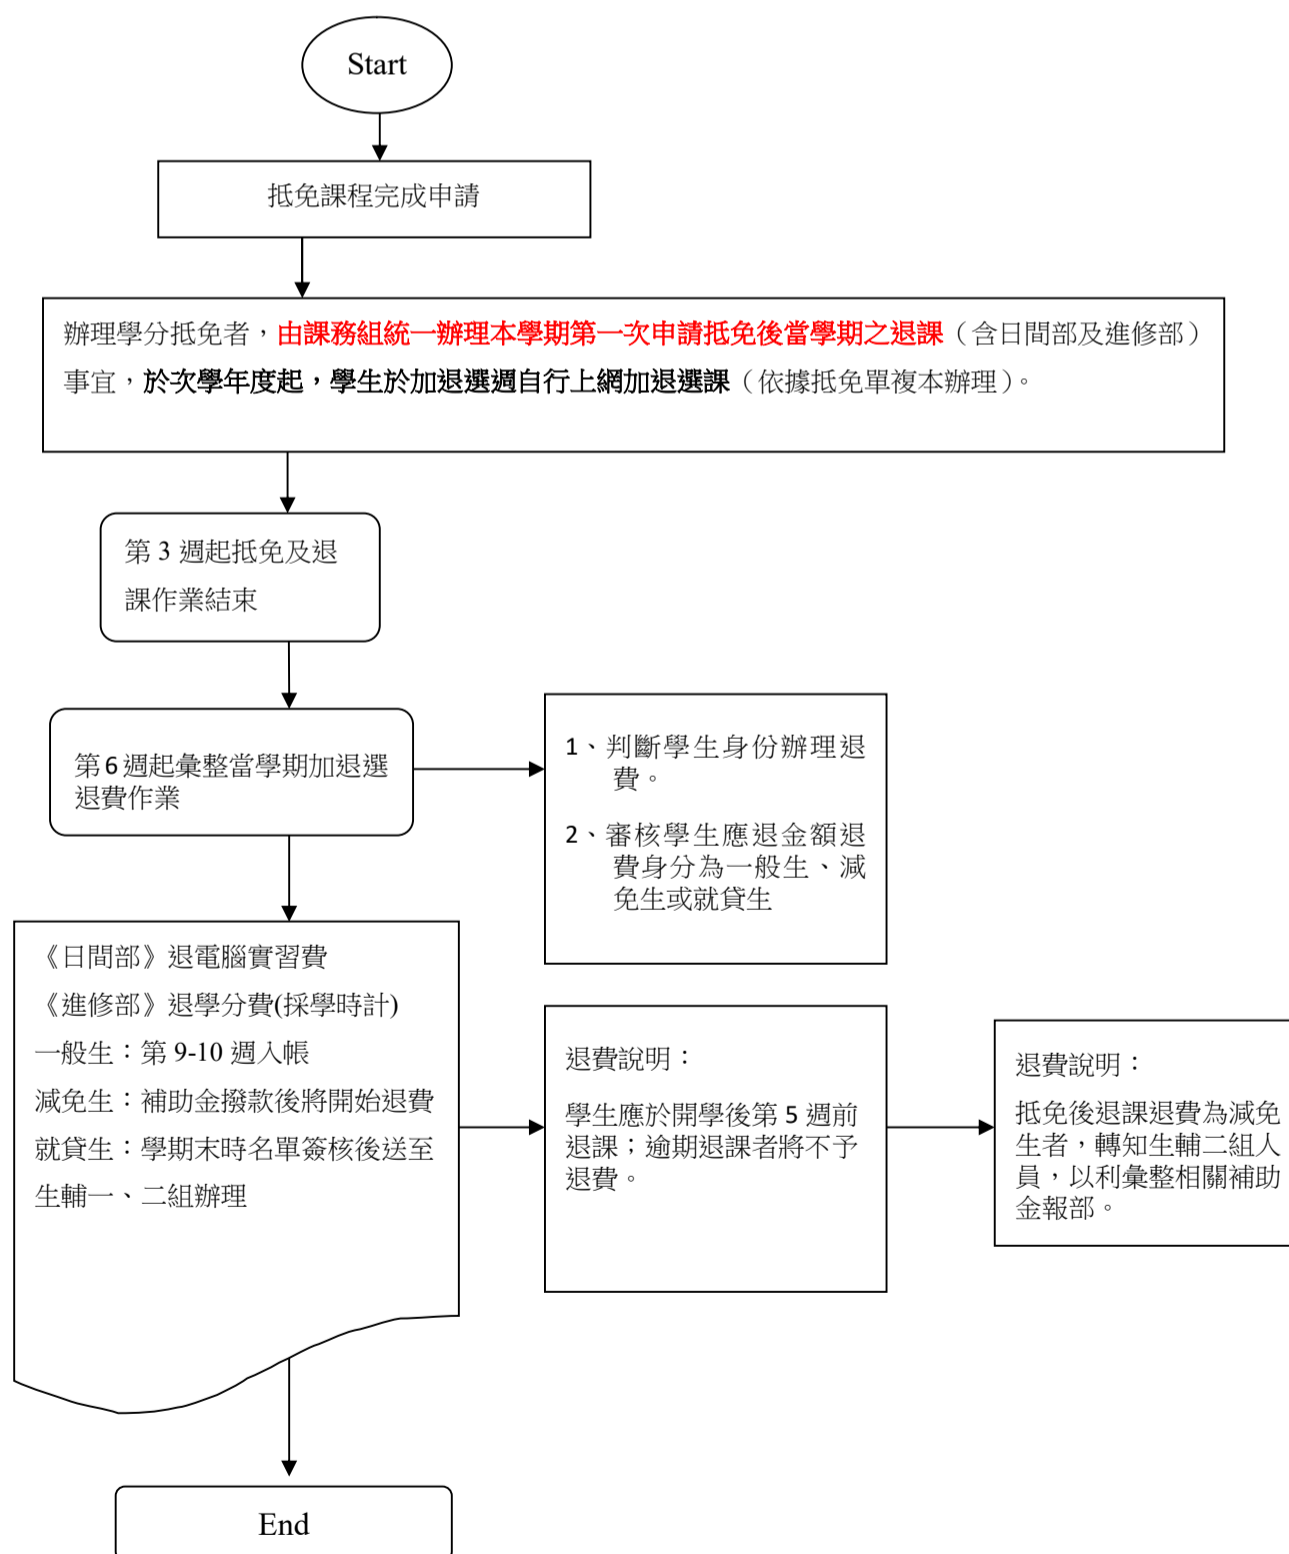 Start
抵免課程完成申請
辦理學分抵免者，由課務組統一辦理本學期第一次申請抵免後當學期之退課（含日間部及進修部）
事宜，於次學年度起，學生於加退選週自行上網加退選課（依據抵免單複本辦理）。
第 3 週起抵免及退
課作業結束
第 6 週起彙整當學期加退選
退費作業
1、判斷學生身份辦理退
費。
2、審核學生應退金額退
費身分為一般生、減
免生或就貸生
《日間部》退電腦實習費
《進修部》退學分費(採學時計)
一般生：第 9-10 週入帳
減免生：補助金撥款後將開始退費
就貸生：學期末時名單簽核後送至
生輔一、二組辦理
退費說明：
學生應於開學後第 5 週前
退課；逾期退課者將不予
退費。
退費說明：
抵免後退課退費為減免
生者，轉知生輔二組人
員，以利彙整相關補助
金報部。
End